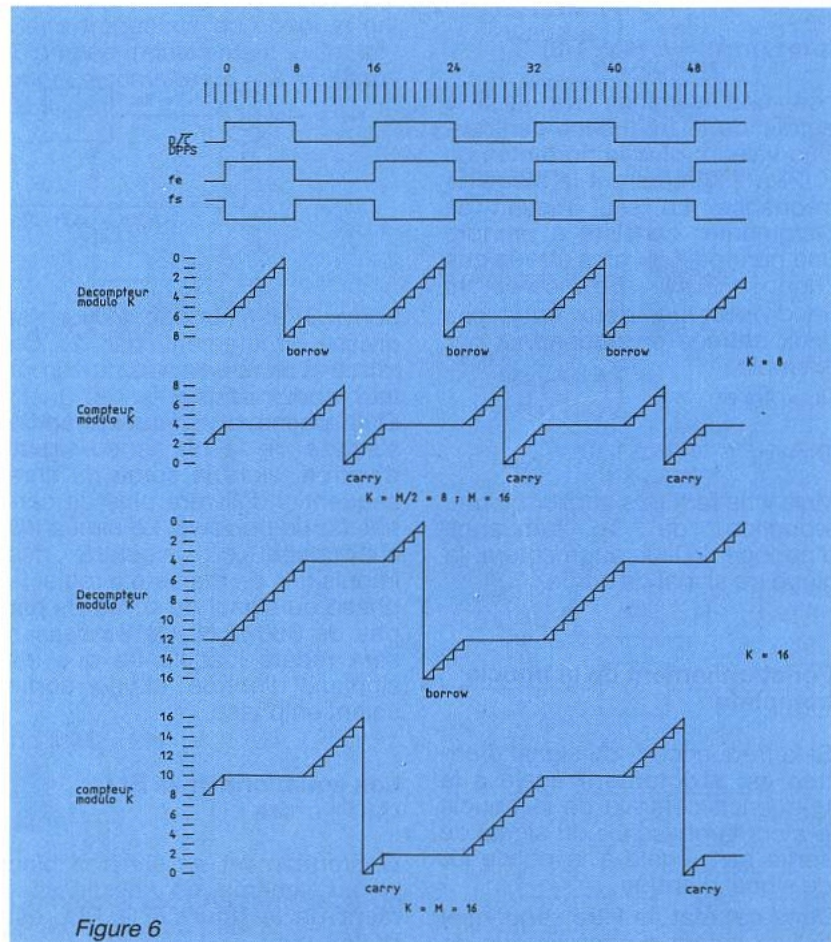 0 8 16 24 32 40 48
D/C
DPPS
fe
fs
0
2
4
6
8
Decompteur
modulo K
borrow borrow borrow
K = 8
8
6
4
2
0
Compteur
modulo K
carry carry carry
K = M/2 = 8 ; M = 16
0
2
4
6
8
10
12
14
16
Decompteur
modulo K
borrow
K = 16
16
14
12
10
8
6
4
2
0
compteur
modulo K
carry carry
K = M = 16
Figure 6